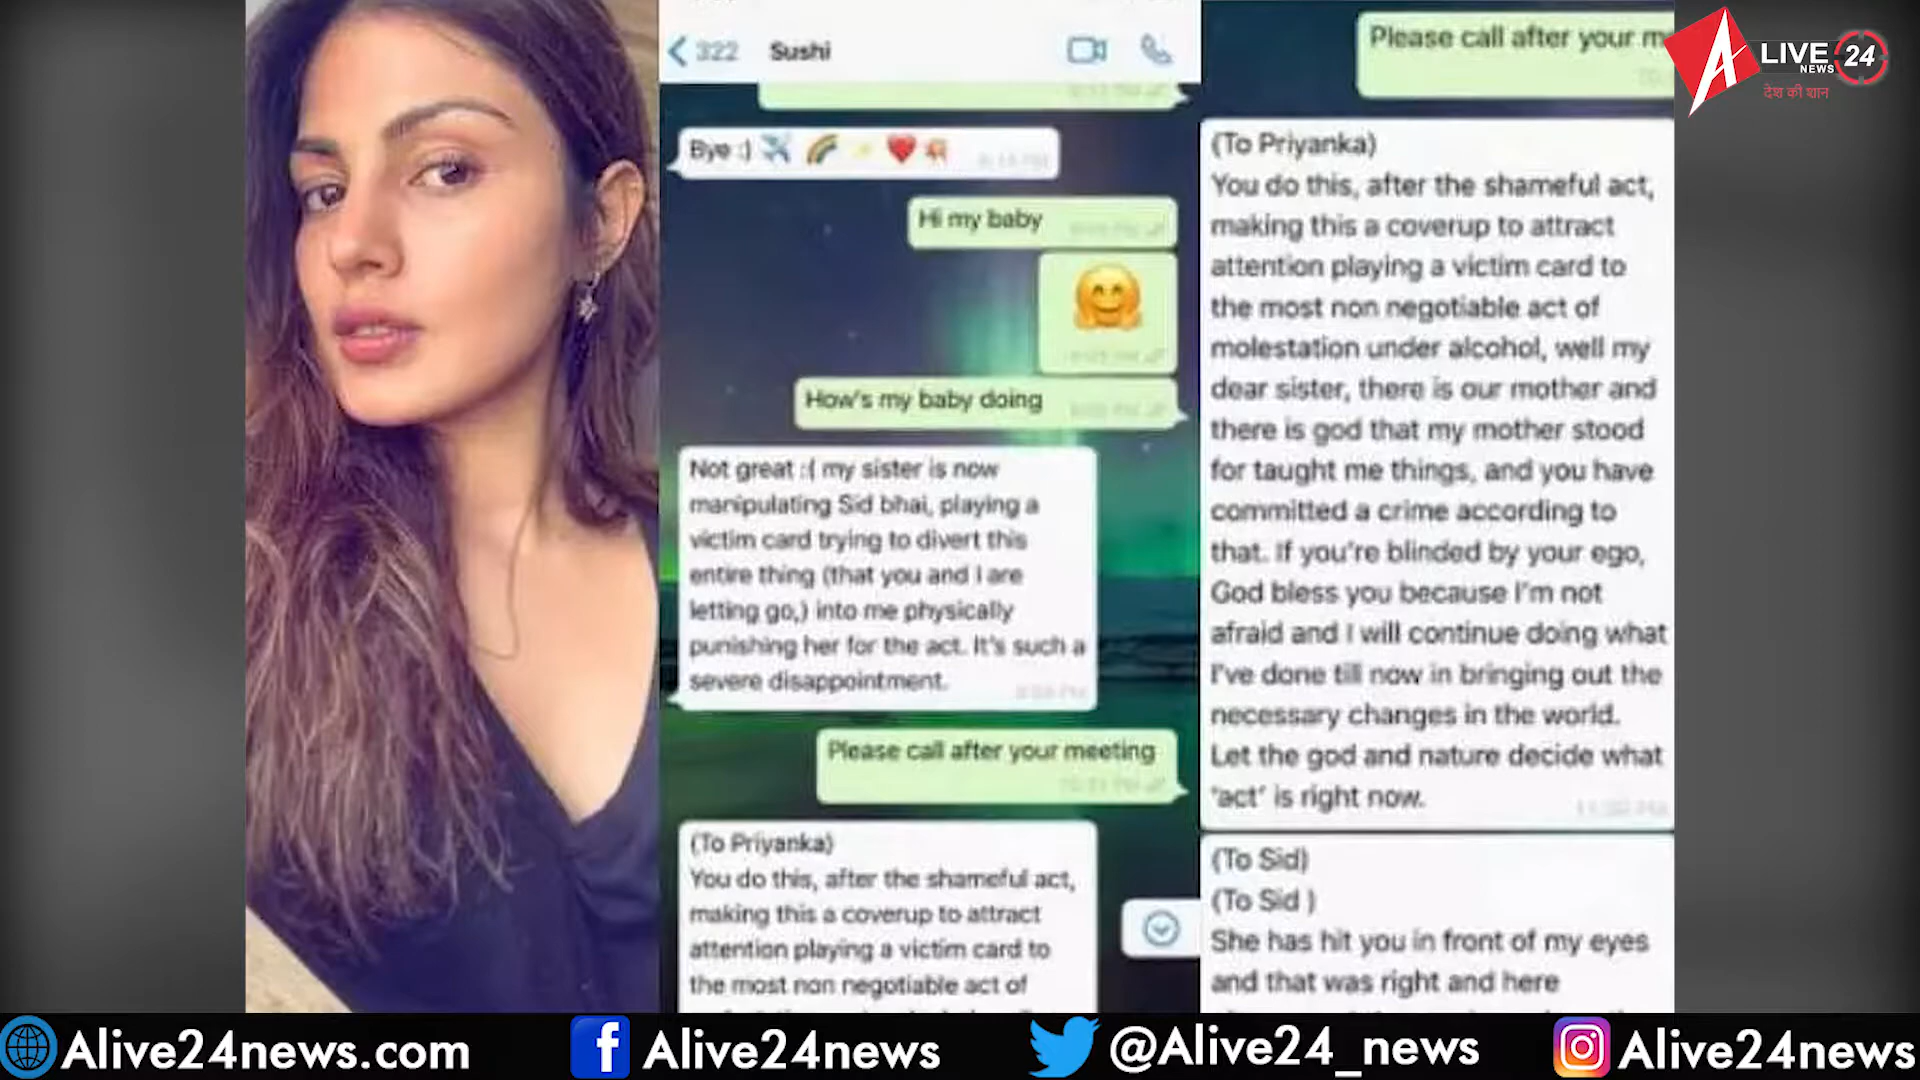 322 Sushi
Bye :)
Hi my baby
How's my baby doing
Not great :( my sister is now
manipulating Sid bhai, playing a
victim card trying to divert this
entire thing (that you and I are
letting go,) into me physically
punishing her for the act. It's such a
severe disappointment.
Please call after your meeting
(To Priyanka)
You do this, after the shameful act,
making this a coverup to attract
attention playing a victim card to
the most non negotiable act of
Please call after your m
(To Priyanka)
You do this, after the shameful act,
making this a coverup to attract
attention playing a victim card to
the most non negotiable act of
molestation under alcohol, well my
dear sister, there is our mother and
there is god that my mother stood
for taught me things, and you have
committed a crime according to
that. If you're blinded by your ego,
God bless you because I'm not
afraid and I will continue doing what
I've done till now in bringing out the
necessary changes in the world.
Let the god and nature decide what
'act' is right now.
(To Sid)
(To Sid )
She has hit you in front of my eyes
and that was right and here
ALIVE 24
NEWS
देश की शान
Alive24news.com
Alive24news
@Alive24_news
Alive24news